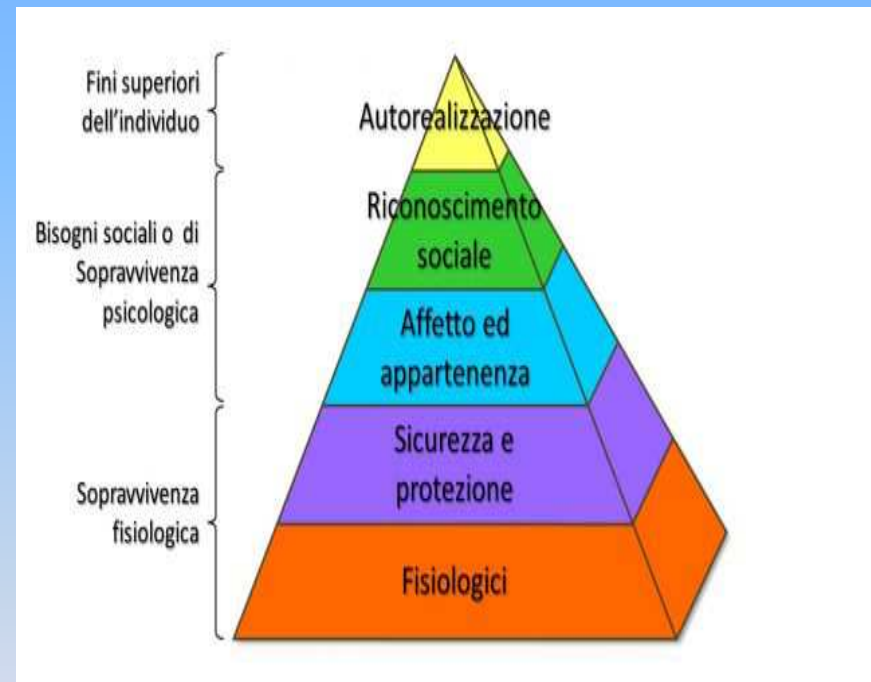 Fini superiori
dell'individuo
Autorealizzazione
Riconoscimento
sociale
Bisogni sociali o di
Sopravvivenza
psicologica
Affetto ed
appartenenza
Sicurezza e
protezione
Sopravvivenza
fisiologica
Fisiologici